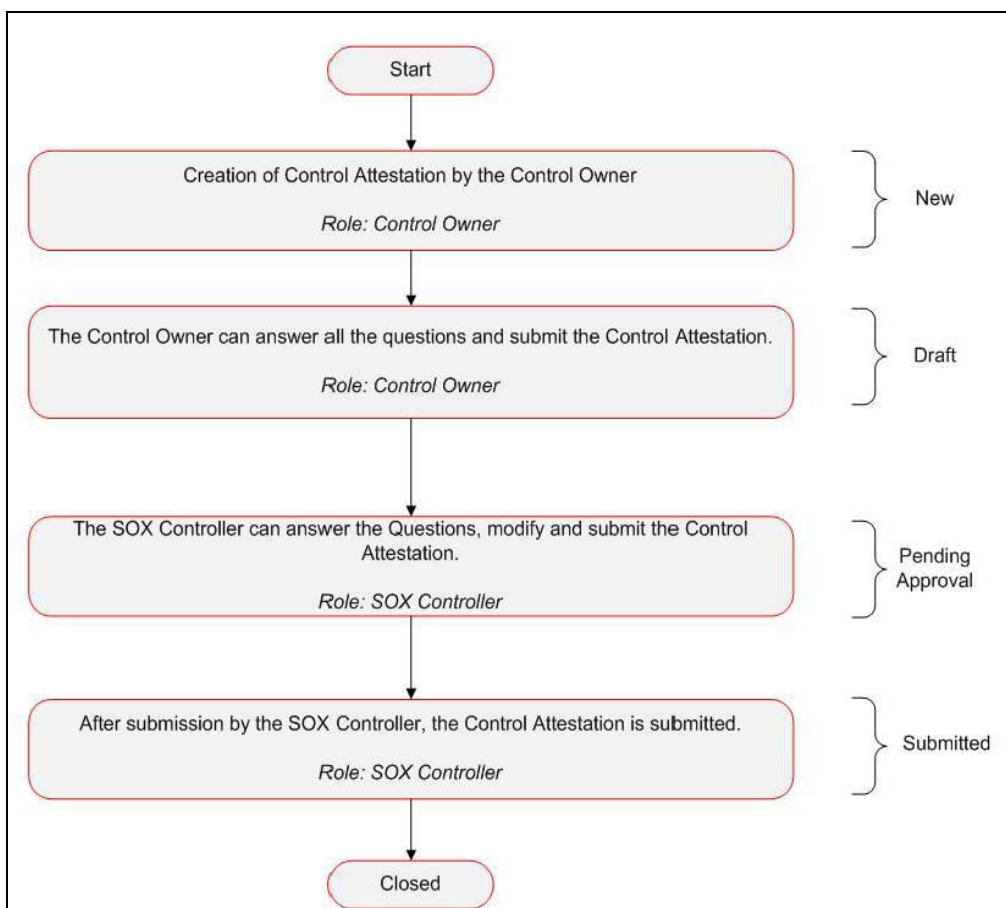 Start
Creation of Control Attestation by the Control Owner
Role: Control Owner
New
The Control Owner can answer all the questions and submit the Control Attestation.
Role: Control Owner
Draft
The SOX Controller can answer the Questions, modify and submit the Control
Attestation.
Role: SOX Controller
Pending
Approval
After submission by the SOX Controller, the Control Attestation is submitted.
Role: SOX Controller
Submitted
Closed